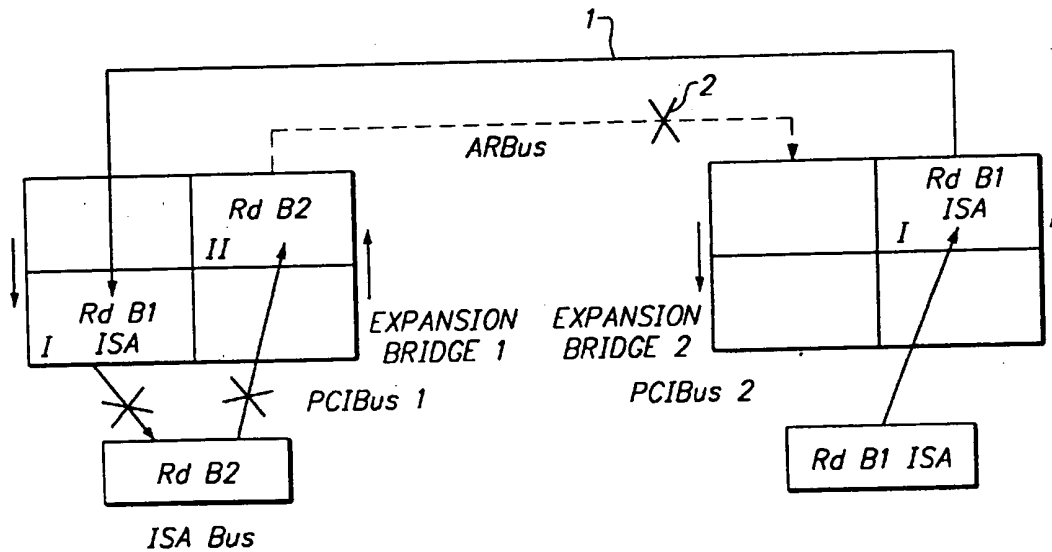 1
2
ARBus
Rd B2
II
Rd B1
ISA
I
Rd B1
ISA
I
EXPANSION
BRIDGE 1
EXPANSION
BRIDGE 2
PCIBus 1
PCIBus 2
Rd B2
Rd B1 ISA
ISA Bus